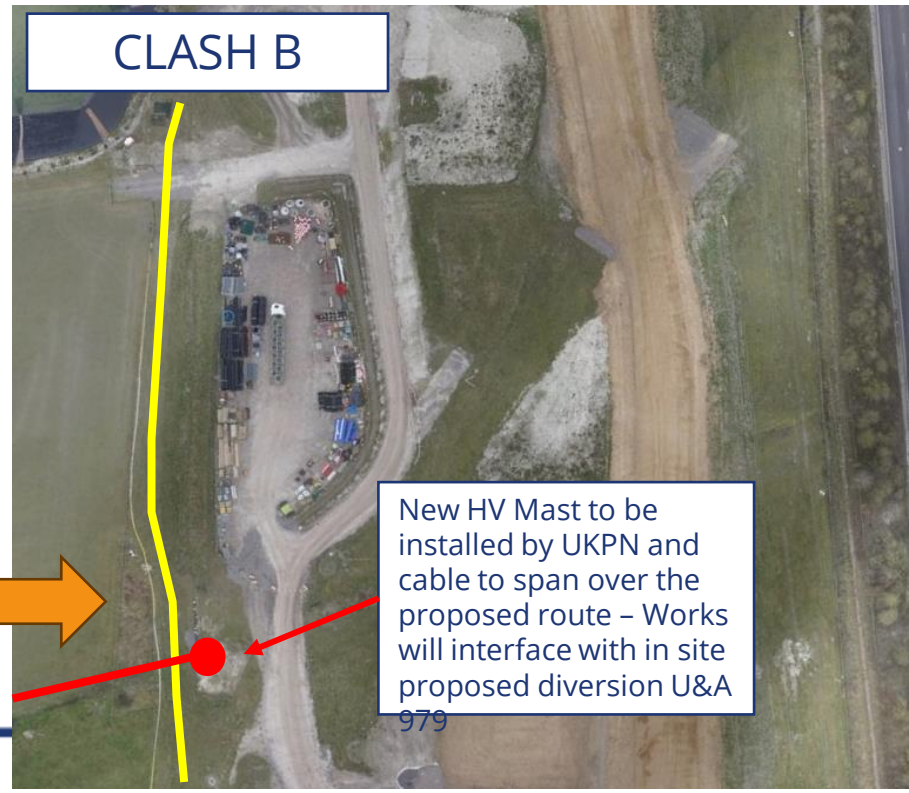 CLASH B
New HV Mast to be
installed by UKPN and
cable to span over the
proposed route – Works
will interface with in site
proposed diversion U&A
979